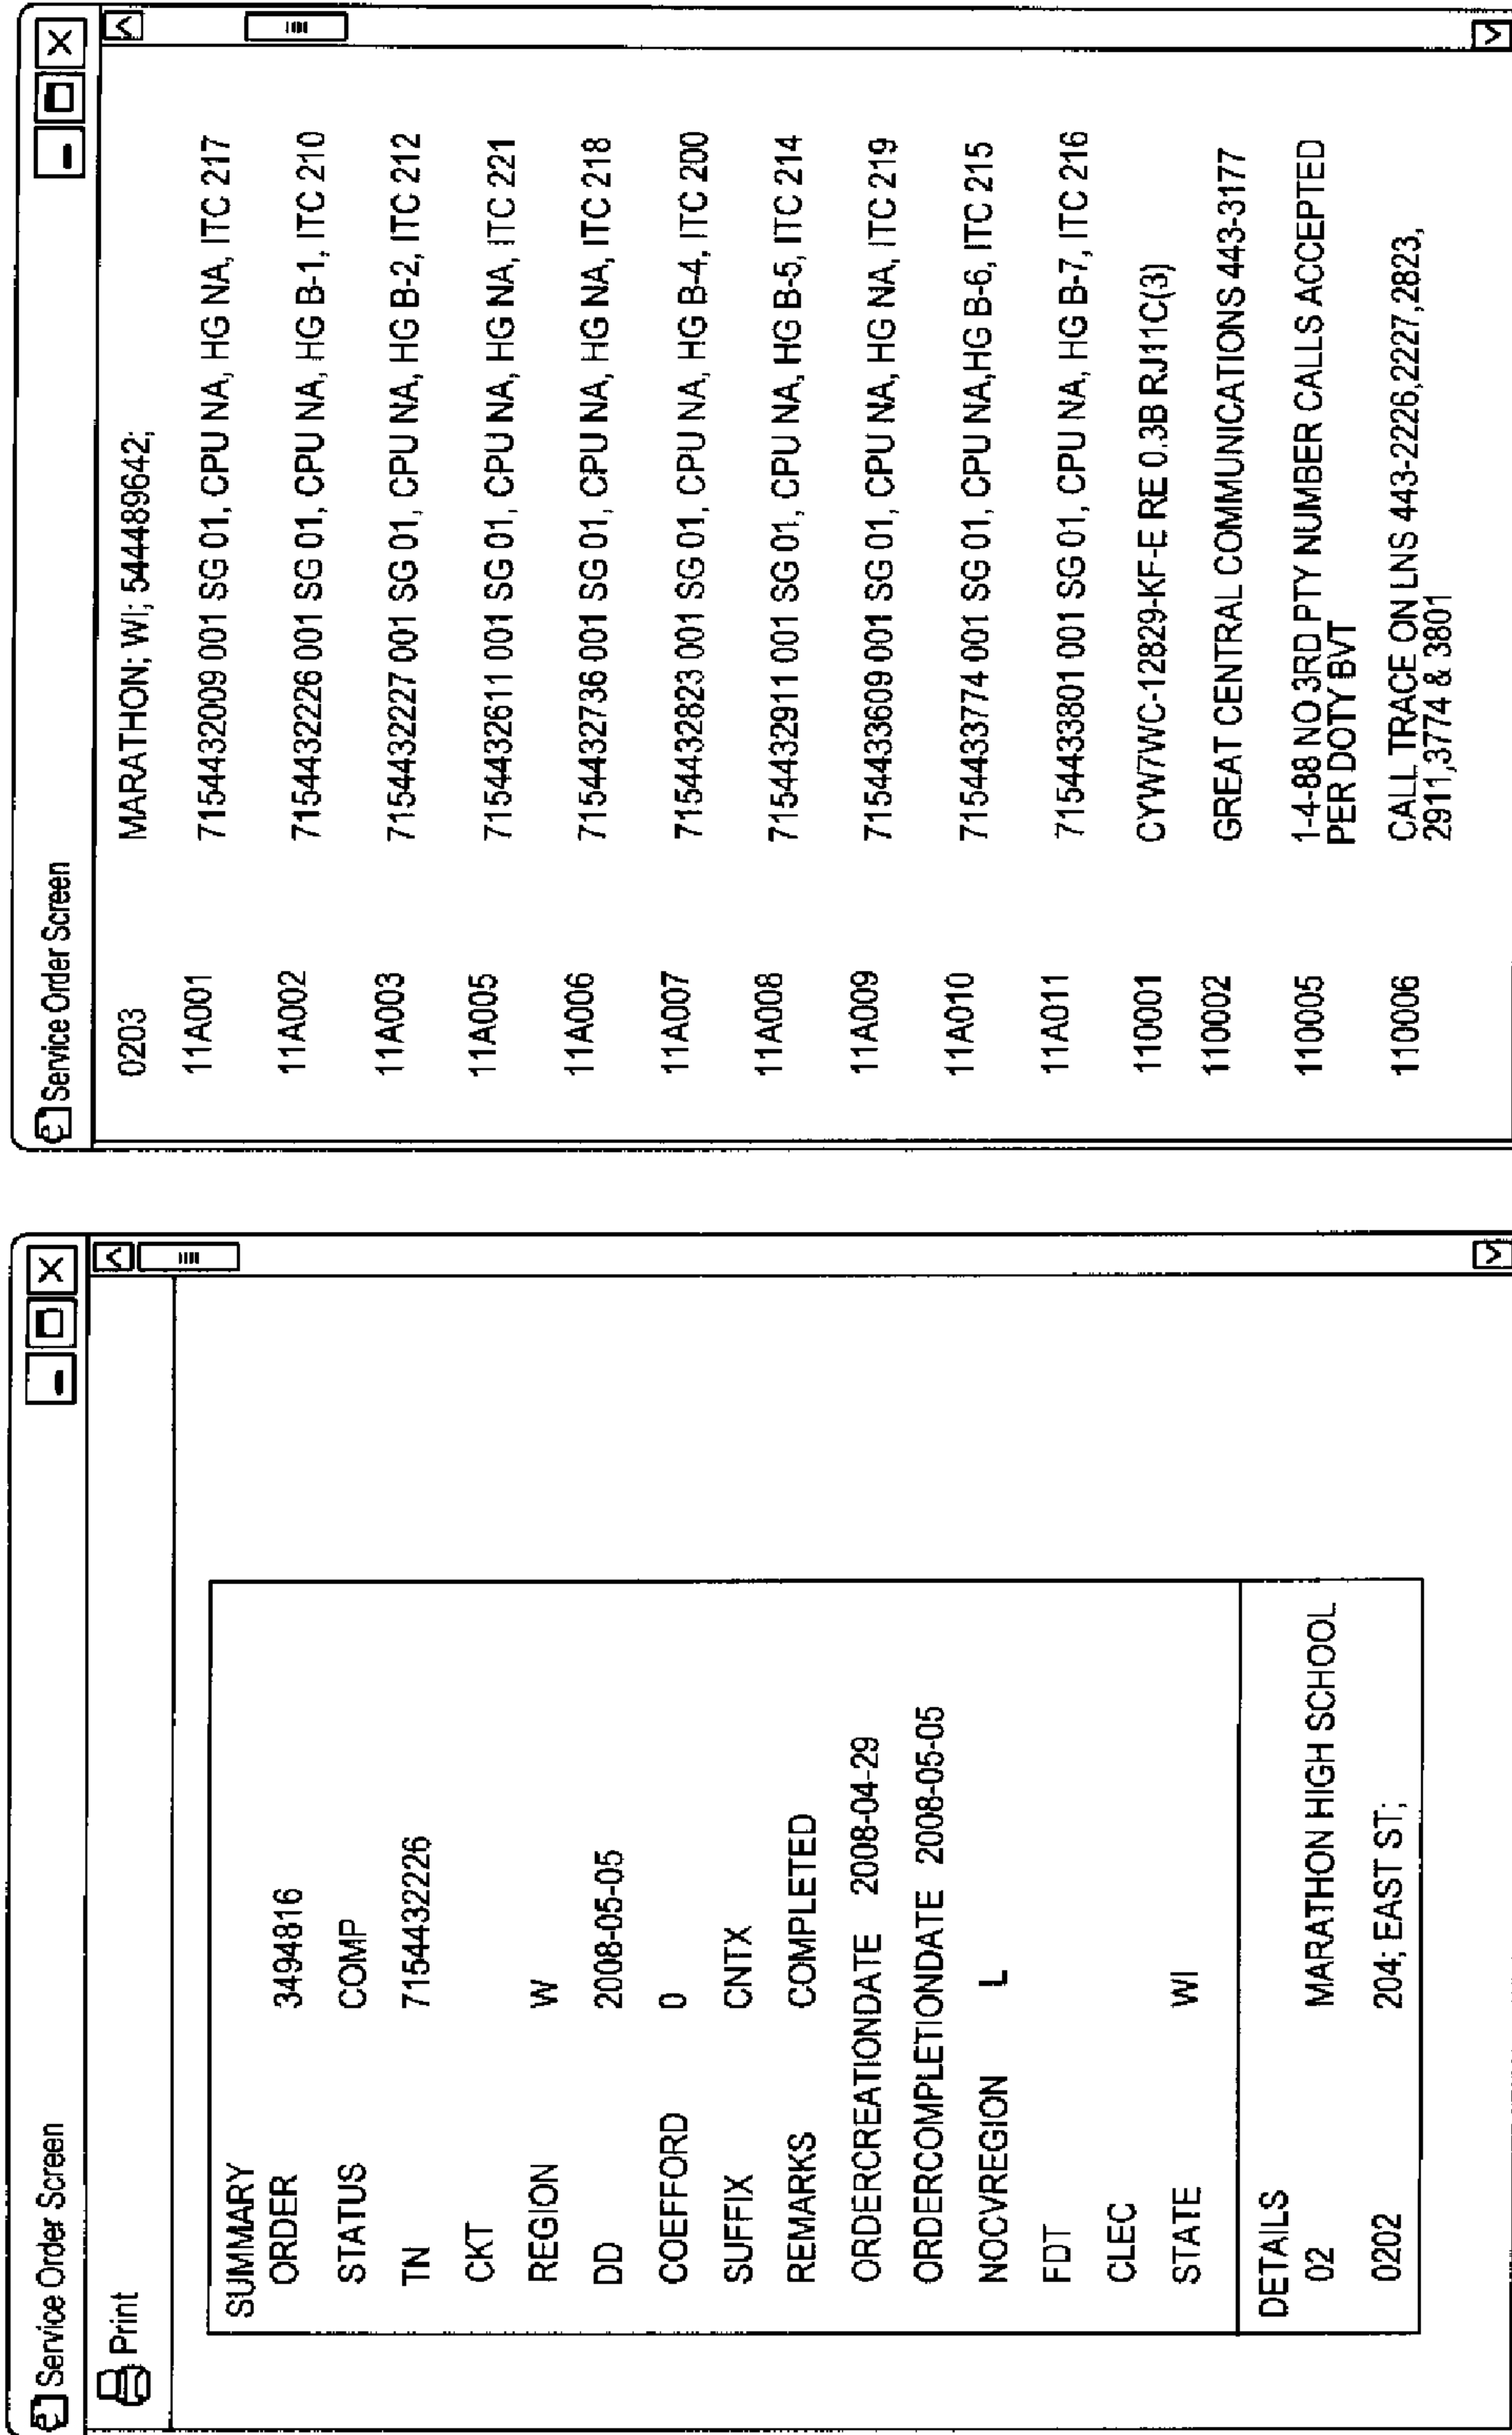 Service Order Screen
Print
SUMMARY
ORDER 3494816
STATUS COMP
TN 7154432226
CKT
REGION W
DD 2008-05-05
COEFFORD 0
SUFFIX CNTX
REMARKS COMPLETED
ORDERCREATIONDATE 2008-04-29
ORDERCOMPLETIONDATE 2008-05-05
NOCVREGION L
FDT
CLEC
STATE WI
DETAILS
02 MARATHON HIGH SCHOOL
0202 204; EAST ST;
Service Order Screen
0203 MARATHON; WI; 544489642;
11A001 7154432009 001 SG 01, CPU NA, HG NA, ITC 217
11A002 7154432226 001 SG 01, CPU NA, HG B-1, ITC 210
11A003 7154432227 001 SG 01, CPU NA, HG B-2, ITC 212
11A005 7154432611 001 SG 01, CPU NA, HG NA, ITC 221
11A006 7154432736 001 SG 01, CPU NA, HG NA, ITC 218
11A007 7154432823 001 SG 01, CPU NA, HG B-4, ITC 200
11A008 7154432911 001 SG 01, CPU NA, HG B-5, ITC 214
11A009 7154433609 001 SG 01, CPU NA, HG NA, ITC 219
11A010 7154433774 001 SG 01, CPU NA,HG B-6, ITC 215
11A011 7154433801 001 SG 01, CPU NA, HG B-7, ITC 216
110001 CYW7WC-12829-KF-E RE 0.3B RJ11C(3)
110002 GREAT CENTRAL COMMUNICATIONS 443-3177
110005 1-4-88 NO 3RD PTY NUMBER CALLS ACCEPTED
PER DOTY BVT
110006 CALL TRACE ON LNS 443-2226,2227,2823,
2911,3774 & 3801